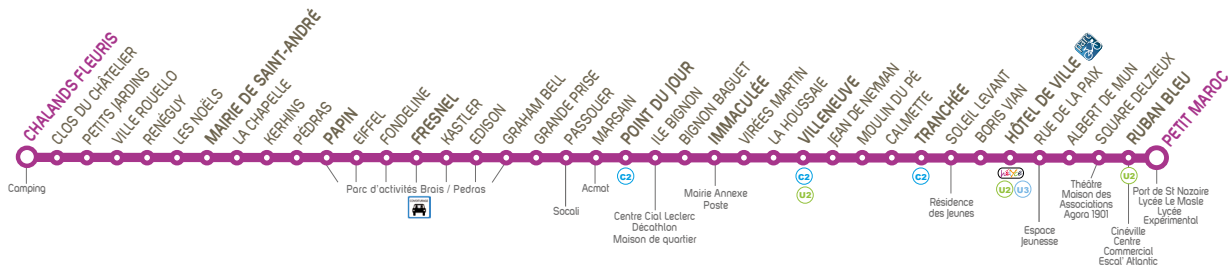 CHALANDS FLEURIS
CLOS DU CHÂTELIER
PETITS JARDINS
VILLE ROUELLO
RENÉGUY
LES NOËLS
MAIRIE DE SAINT-ANDRÉ
LA CHAPELLE
KERHINS
PÉDRAS
PAPIN
EIFFEL
FONDELINE
FRESNEL
KASTLER
EDISON
GRAHAM BELL
GRANDE PRISE
PASSOUER
MARSAIN
POINT DU JOUR
ILE BIGNON
BIGNON BAGUET
IMMACULÉE
VIRÉES MARTIN
LA HOUSSAIE
VILLENEUVE
JEAN DE NEYMAN
MOULIN DU PÉ
CALMETTE
TRANCHÉE
SOLEIL LEVANT
BORIS VIAN
HÔTEL DE VILLE
RUE DE LA PAIX
ALBERT DE MUN
SQUARE DELZIEUX
RUBAN BLEU
PETIT MAROC
Camping
Parc d'activités Brais / Pedras
Socali
Acmat
C2
Centre Cial Leclerc
Décathlon
Maison de quartier
Mairie Annexe
Poste
C2
U2
C2
Résidence
des Jeunes
hélYce
U2 U3
Espace
Jeunesse
Théâtre
Maison des
Associations
Agora 1901
U2
Cinéville
Centre
Commercial
Escal' Atlantic
Port de St Nazaire
Lycée Le Masle
Lycée
Expérimental